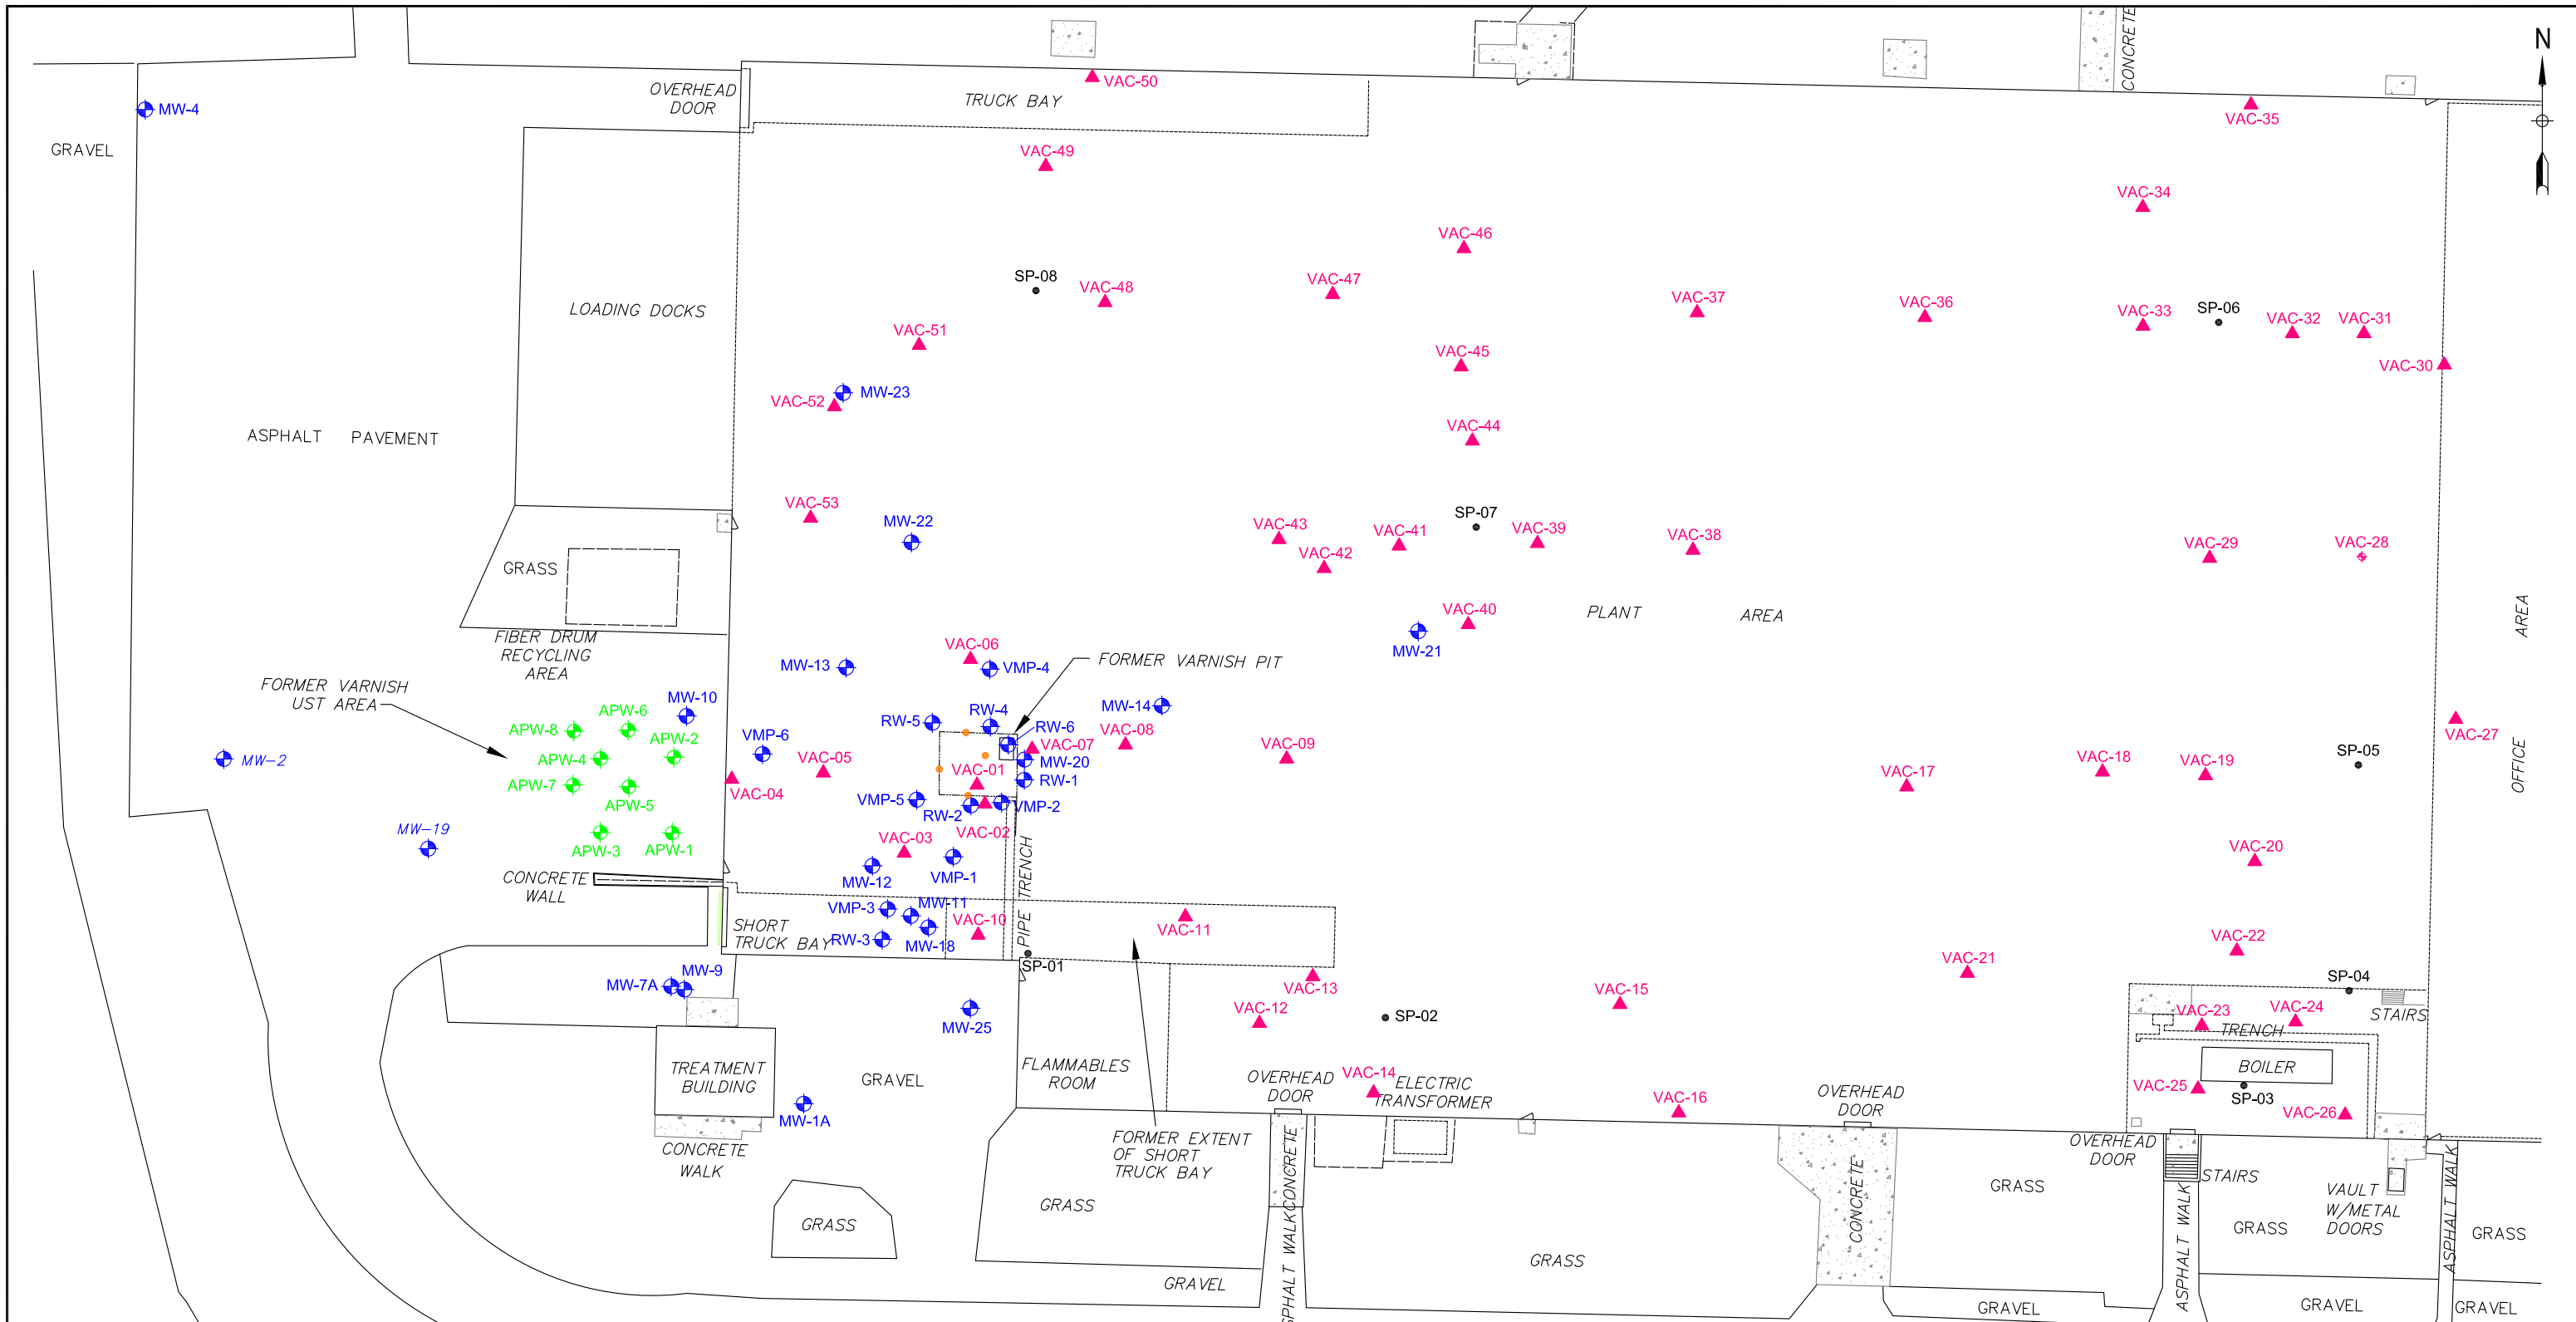 N
CONCRETE
VAC-50
OVERHEAD
DOOR
TRUCK BAY
MW-4
VAC-35
GRAVEL
VAC-49
VAC-34
VAC-46
SP-08
VAC-48
VAC-47
VAC-37
VAC-36
VAC-33
SP-06
VAC-32
VAC-31
LOADING DOCKS
VAC-51
VAC-45
VAC-30
MW-23
VAC-52
ASPHALT PAVEMENT
VAC-44
VAC-53
MW-22
VAC-43
VAC-42
VAC-41
SP-07
VAC-39
VAC-38
VAC-29
VAC-28
GRASS
VAC-40
PLANT AREA
OFFICE AREA
FIBER DRUM
RECYCLING
AREA
VAC-06
MW-13
VMP-4
FORMER VARNISH PIT
MW-21
FORMER VARNISH
UST AREA
MW-10
MW-14
APW-8
APW-6
RW-5
RW-4
RW-6
VAC-08
VAC-07
VAC-27
APW-4
APW-2
MW-2
VMP-6
VAC-05
MW-20
VAC-09
VAC-18
VAC-19
SP-05
APW-7
APW-5
VAC-04
VAC-01
RW-1
VAC-17
VMP-5
RW-2
VMP-2
VAC-02
MW-19
APW-3
APW-1
VAC-03
VAC-20
MW-12
VMP-1
PIPE TRENCH
CONCRETE
WALL
VMP-3
MW-11
VAC-10
VAC-11
SHORT
TRUCK BAY
RW-3
MW-18
VAC-22
SP-01
VAC-21
MW-7A
MW-9
VAC-13
SP-04
VAC-15
MW-25
VAC-12
SP-02
VAC-23
VAC-24
STAIRS
TRENCH
TREATMENT
BUILDING
GRAVEL
FLAMMABLES
ROOM
OVERHEAD
DOOR
VAC-14
ELECTRIC
TRANSFORMER
BOILER
VAC-25
SP-03
VAC-26
VAC-16
OVERHEAD
DOOR
MW-1A
FORMER EXTENT
OF SHORT
TRUCK BAY
CONCRETE
WALK
OVERHEAD
DOOR
CONCRETE
ASPHALT WALK
CONCRETE
STAIRS
GRASS
VAULT
W/METAL
DOORS
GRASS
GRASS
GRASS
GRASS
GRASS
ASPHALT WALK
ASPHALT WALK
GRAVEL
GRAVEL
GRAVEL
GRAVEL